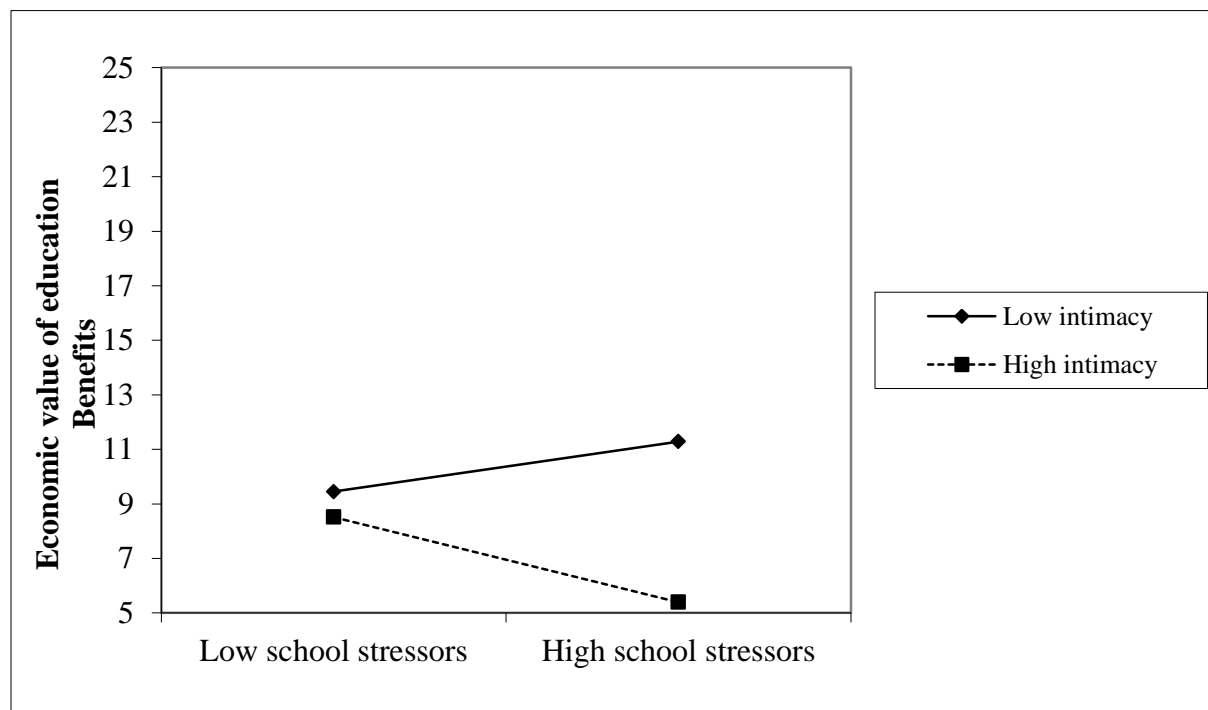 Economic value of education
Benefits
25
23
21
19
17
15
13
11
9
7
5
Low school stressors
High school stressors
Low intimacy
High intimacy